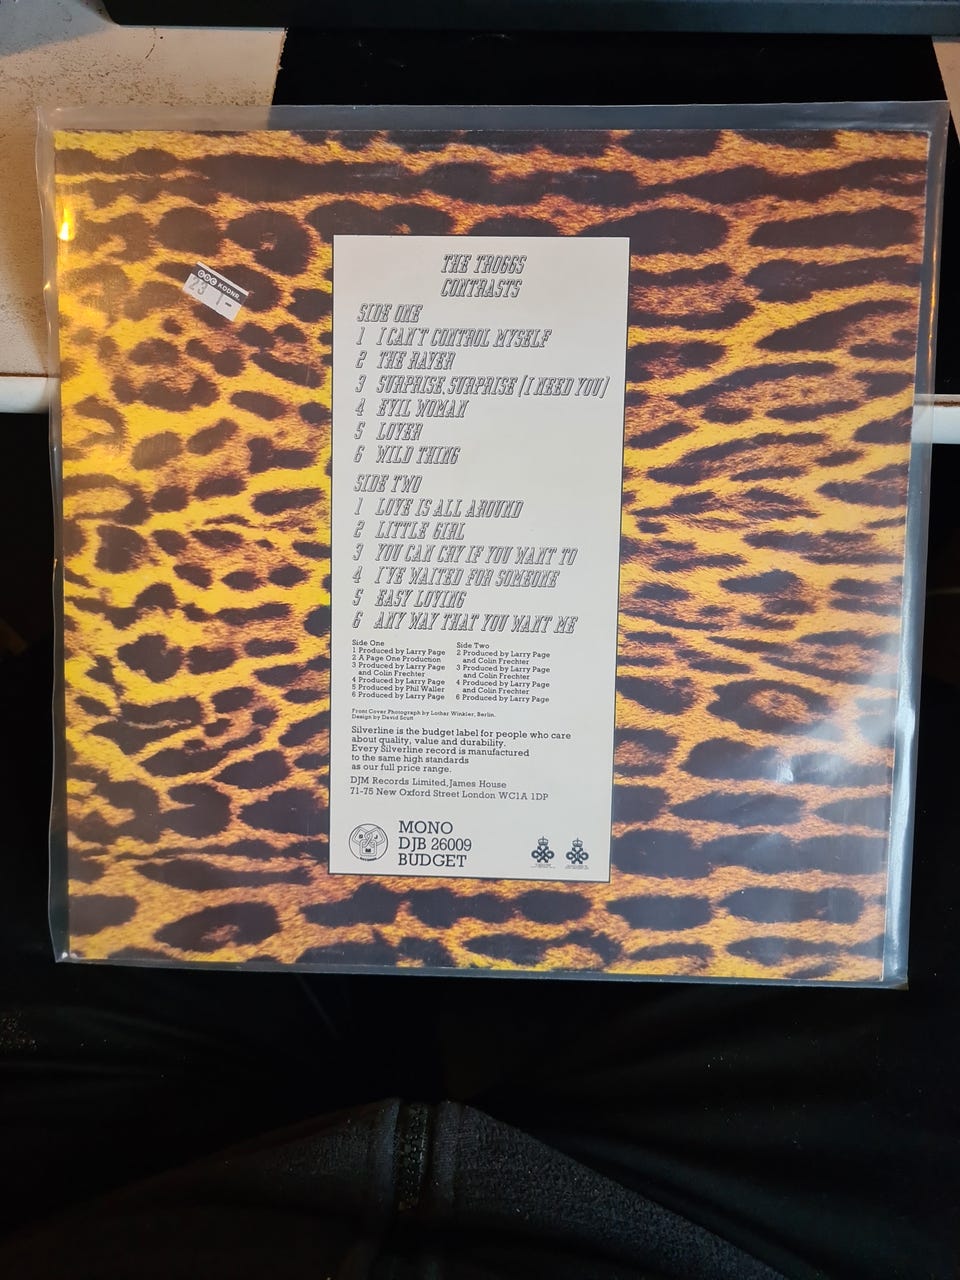 CDC KODNR.
23 1-
THE TROGGS
CONTRASTS
SIDE ONE
1 I CAN'T CONTROL MYSELF
2 THE RAVER
3 SURPRISE, SURPRISE (I NEED YOU)
4 EVIL WOMAN
5 LOVER
6 WILD THING
SIDE TWO
1 LOVE IS ALL AROUND
2 LITTLE GIRL
3 YOU CAN CRY IF YOU WANT TO
4 I'VE WAITED FOR SOMEONE
5 EASY LOVING
6 ANY WAY THAT YOU WANT ME
Side One
1 Produced by Larry Page
2 A Page One Production
3 Produced by Larry Page
and Colin Frechter
4 Produced by Larry Page
5 Produced by Phil Waller
6 Produced by Larry Page
Side Two
2 Produced by Larry Page
and Colin Frechter
3 Produced by Larry Page
and Colin Frechter
4 Produced by Larry Page
and Colin Frechter
6 Produced by Larry Page
Front Cover Photograph by Lothar Winkler, Berlin.
Design by David Scutt
Silverline is the budget label for people who care
about quality, value and durability.
Every Silverline record is manufactured
to the same high standards
as our full price range.
DJM Records Limited, James House
71-75 New Oxford Street London WC1A 1DP
DJM
MONO
DJB 26009
BUDGET